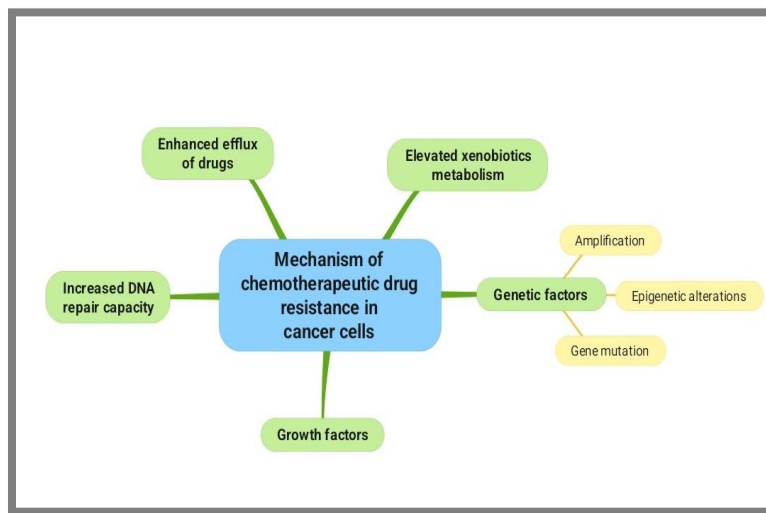 Enhanced efflux
of drugs
Elevated xenobiotics
metabolism
Mechanism of
chemotherapeutic drug
resistance in
cancer cells
Increased DNA
repair capacity
Genetic factors
Amplification
Epigenetic alterations
Gene mutation
Growth factors